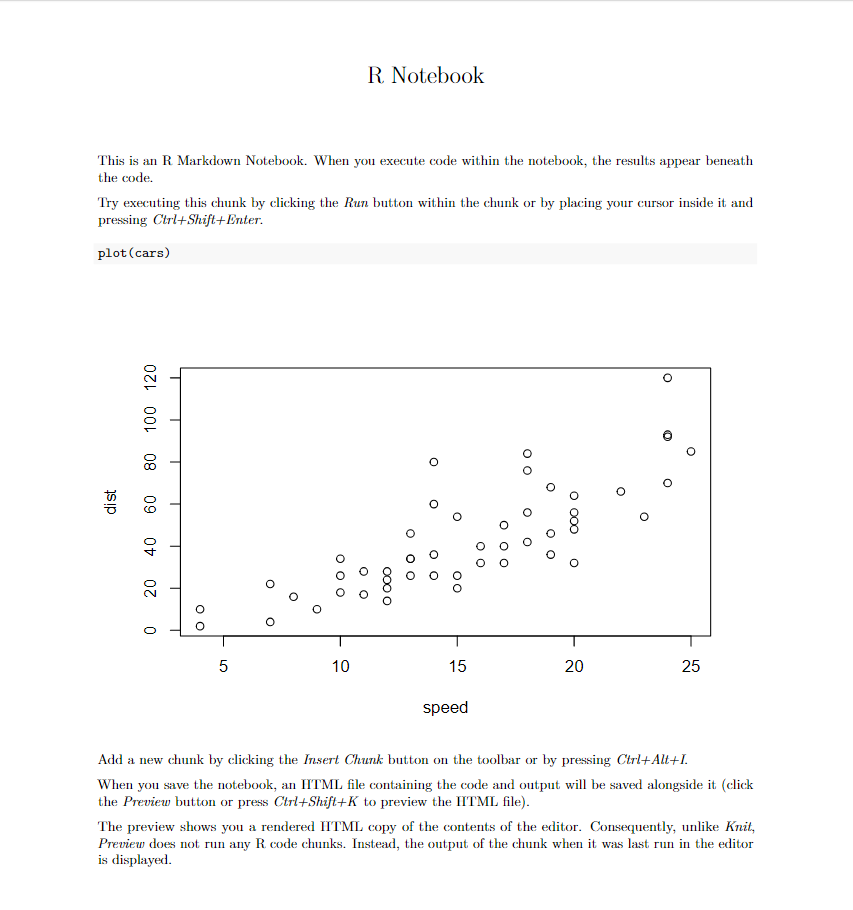 R Notebook
This is an R Markdown Notebook. When you execute code within the notebook, the results appear beneath
the code.
Try executing this chunk by clicking the Run button within the chunk or by placing your cursor inside it and
pressing Ctrl+Shift+Enter.
plot(cars)
120
100
80
60
40
20
0
dist
5 10 15 20 25
speed
Add a new chunk by clicking the Insert Chunk button on the toolbar or by pressing Ctrl+Alt+I.
When you save the notebook, an HTML file containing the code and output will be saved alongside it (click
the Preview button or press Ctrl+Shift+K to preview the HTML file).
The preview shows you a rendered HTML copy of the contents of the editor. Consequently, unlike Knit,
Preview does not run any R code chunks. Instead, the output of the chunk when it was last run in the editor
is displayed.